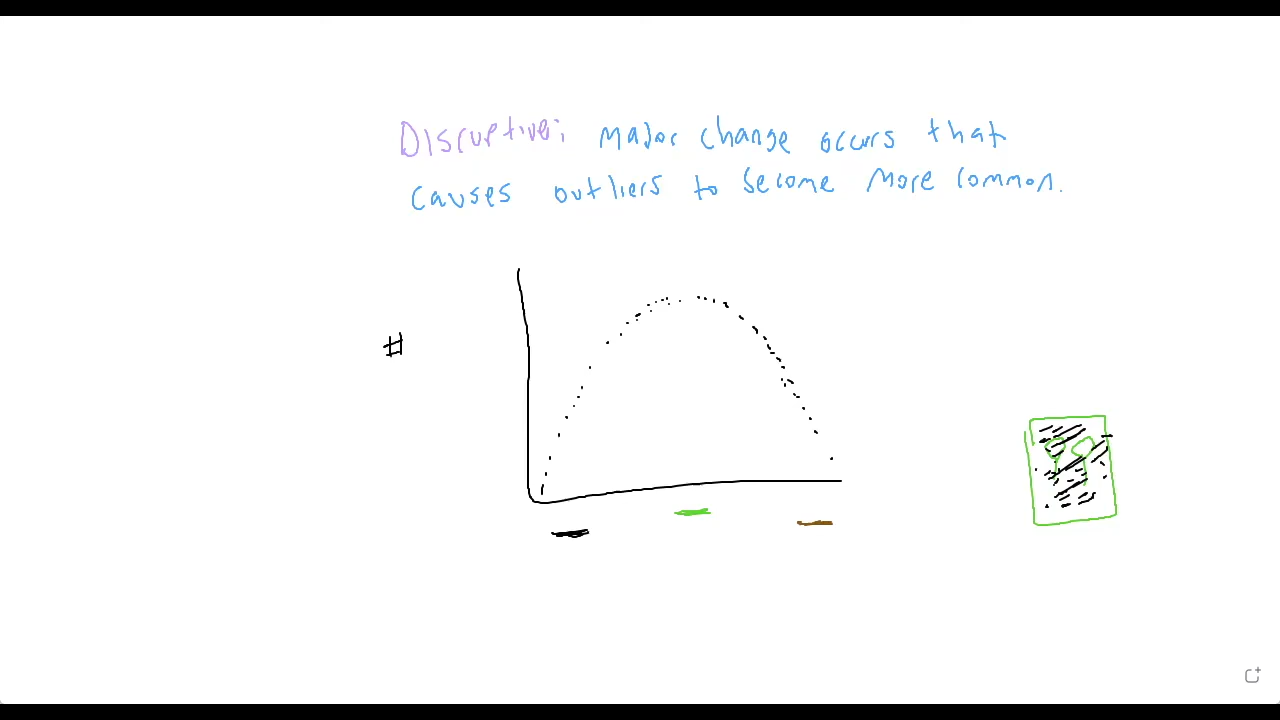 Disruptive: major change occurs that
causes outliers to become more common.
#